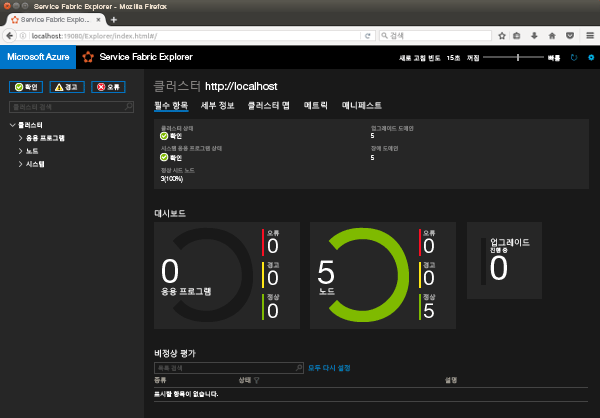 Service Fabric Explorer - Mozilla Firefox
Service Fabric Explo...
localhost:19080/Explorer/index.html#/
검색
Microsoft Azure
Service Fabric Explorer
새로 고침 빈도 15초 꺼짐 빠름
확인 경고 오류
클러스터 검색
클러스터
응용 프로그램
노드
시스템
클러스터 http://localhost
필수 항목 세부 정보 클러스터 맵 메트릭 매니페스트
클러스터 상태 업그레이드 도메인
확인 5
시스템 응용 프로그램 상태 장애 도메인
확인 5
정상 시드 노드
3(100%)
대시보드
0
응용 프로그램
오류
0
경고
0
정상
0
5
노드
오류
0
경고
0
정상
5
업그레이드
진행 중
0
비정상 평가
목록 검색 모두 다시 설정
종류 상태 설명
표시할 항목이 없습니다.